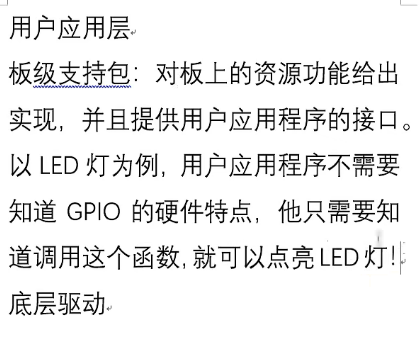 用户应用层
板级支持包：对板上的资源功能给出
实现，并且提供用户应用程序的接口。
以 LED 灯为例，用户应用程序不需要
知道 GPIO 的硬件特点，他只需要知
道调用这个函数,就可以点亮 LED 灯!
底层驱动